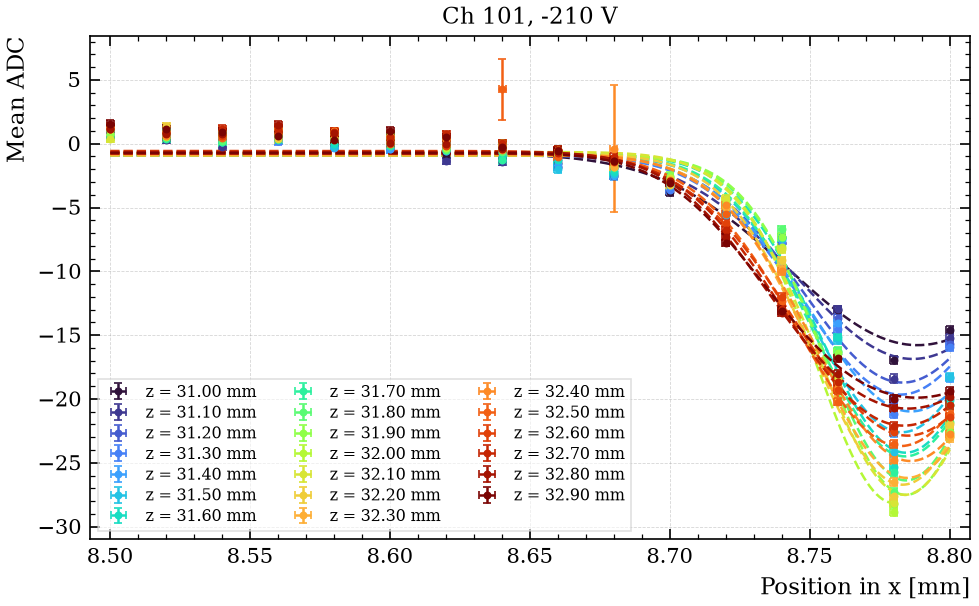 Ch 101, -210 V
Mean ADC
5
0
−5
−10
−15
−20
−25
−30
z = 31.00 mm
z = 31.10 mm
z = 31.20 mm
z = 31.30 mm
z = 31.40 mm
z = 31.50 mm
z = 31.60 mm
z = 31.70 mm
z = 31.80 mm
z = 31.90 mm
z = 32.00 mm
z = 32.10 mm
z = 32.20 mm
z = 32.30 mm
z = 32.40 mm
z = 32.50 mm
z = 32.60 mm
z = 32.70 mm
z = 32.80 mm
z = 32.90 mm
8.50 8.55 8.60 8.65 8.70 8.75 8.80
Position in x [mm]